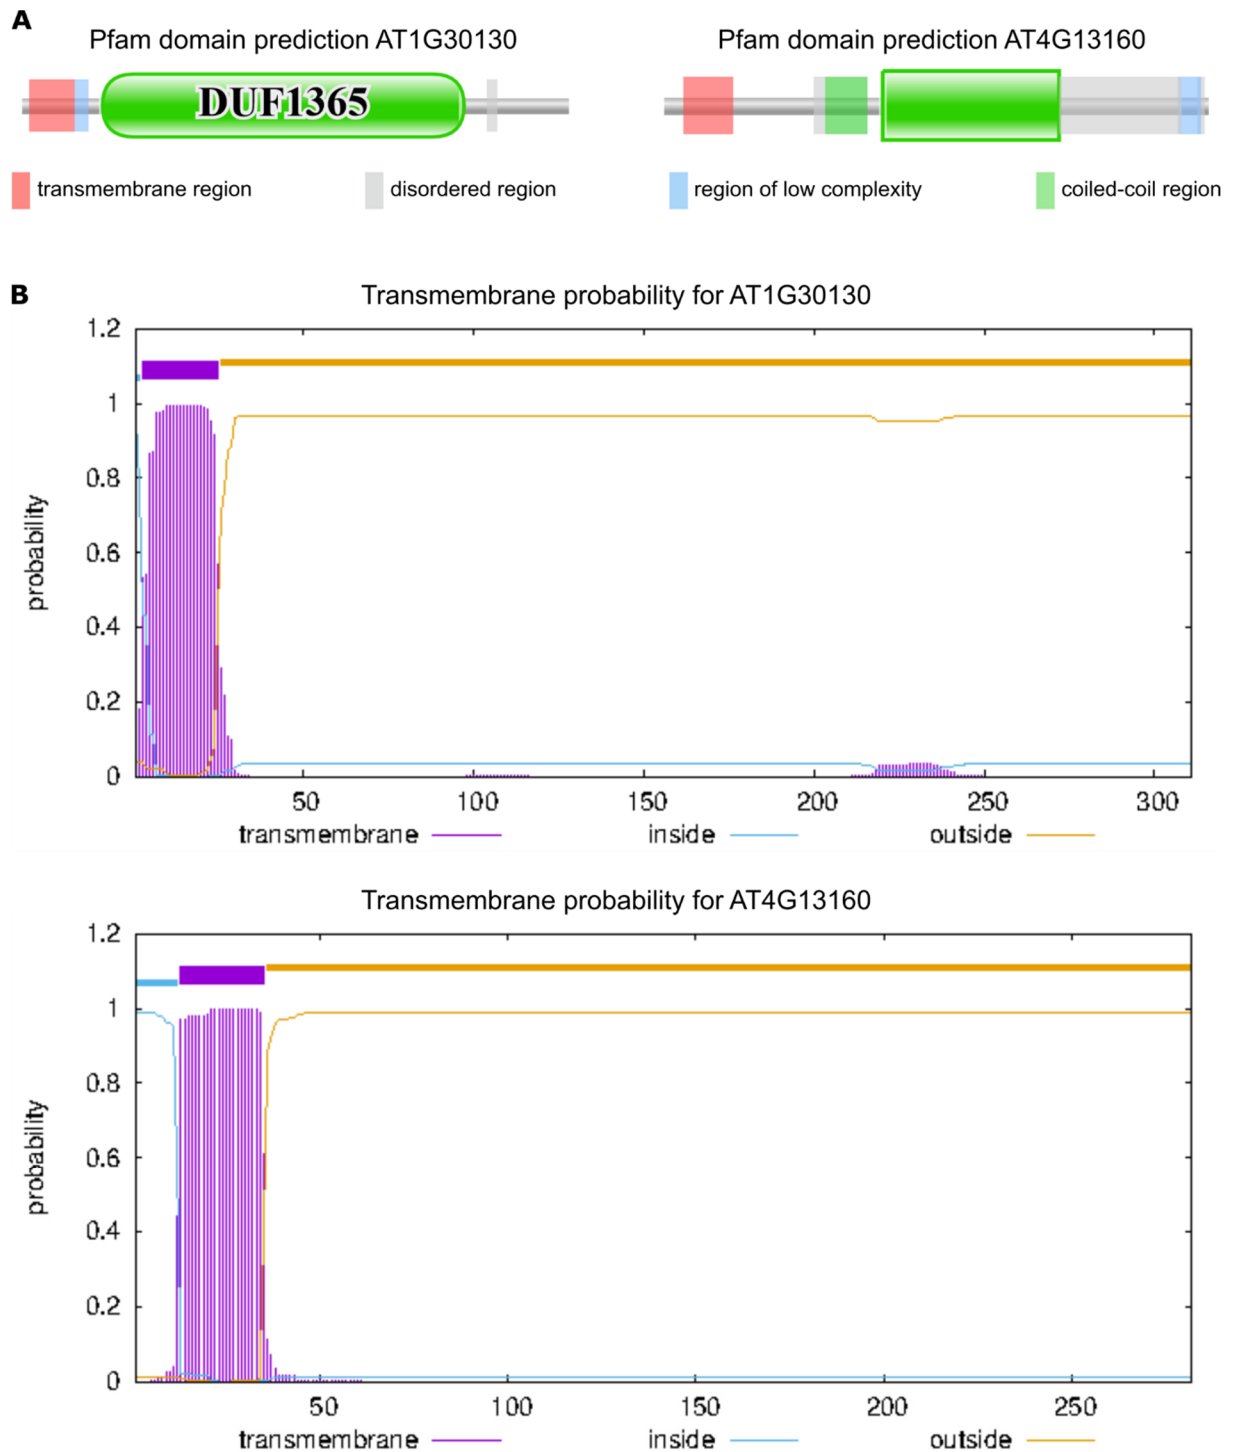 A
Pfam domain prediction AT1G30130
Pfam domain prediction AT4G13160
DUF1365
transmembrane region
disordered region
region of low complexity
coiled-coil region
B
Transmembrane probability for AT1G30130
1.2
1
0.8
0.6
0.4
0.2
0
probability
50
100
150
200
250
300
transmembrane
inside
outside
Transmembrane probability for AT4G13160
1.2
1
0.8
0.6
0.4
0.2
0
probability
50
100
150
200
250
transmembrane
inside
outside